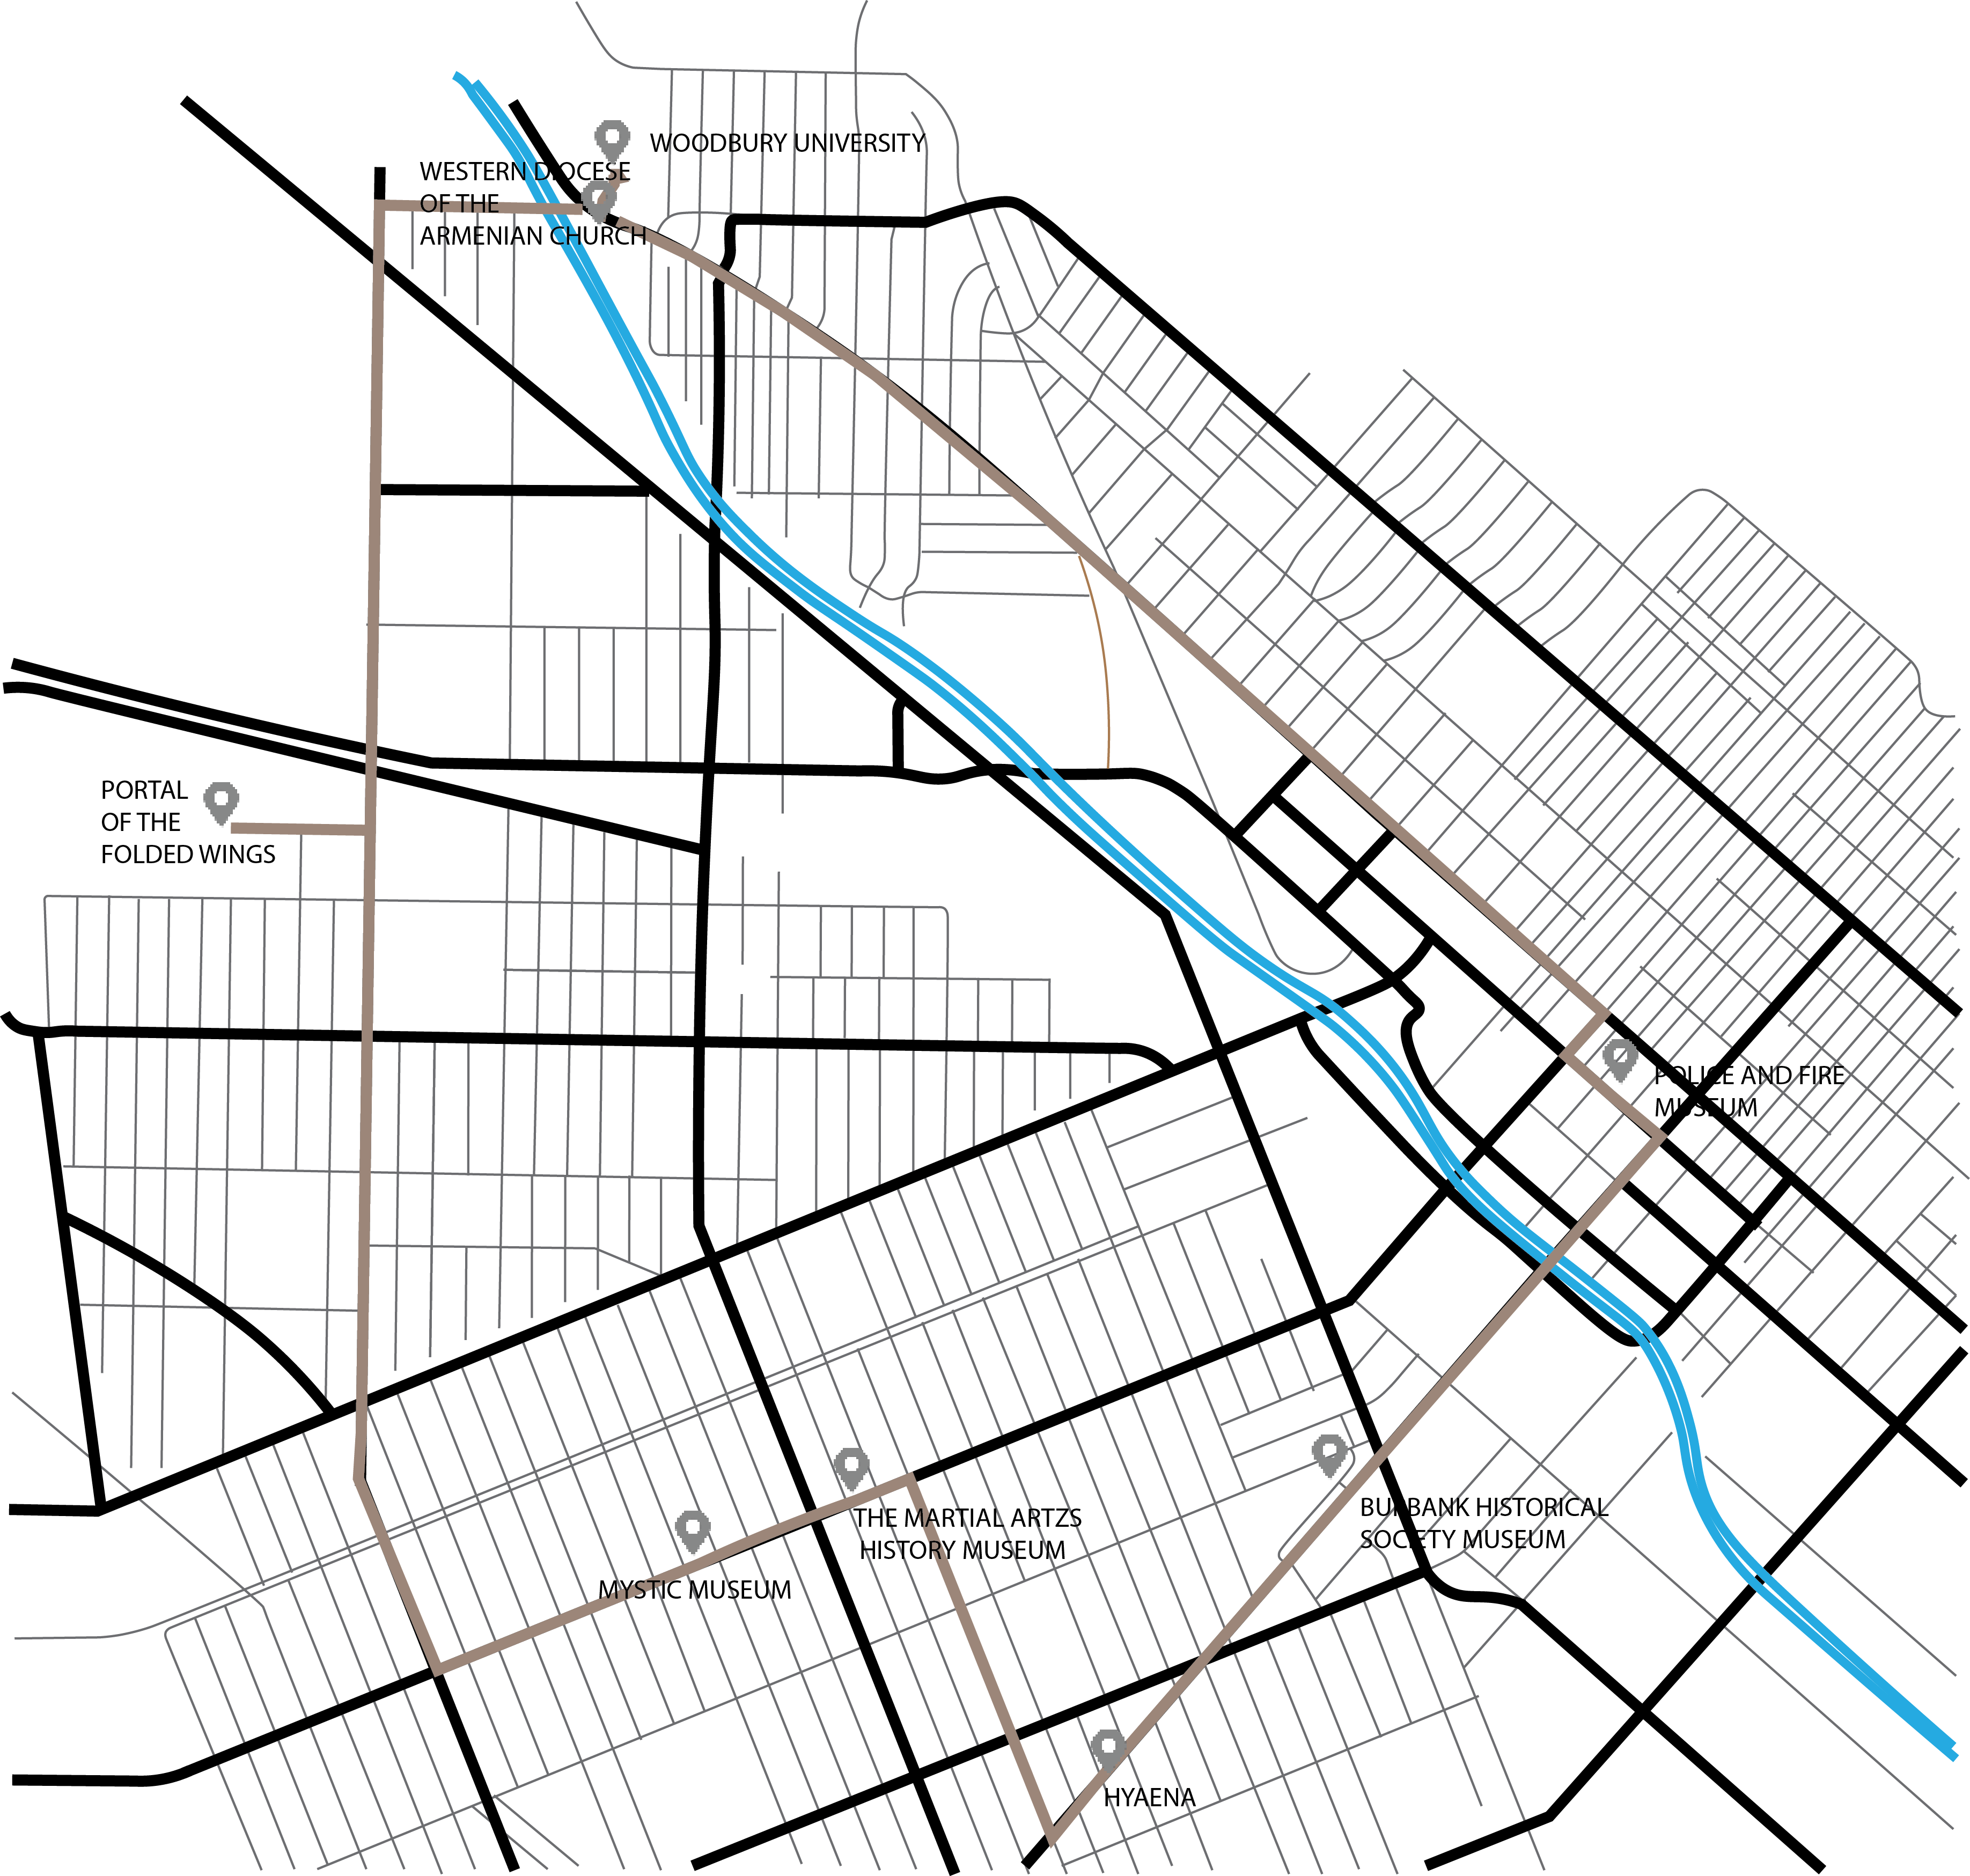 WOODBURY UNIVERSITY
WESTERN DIOCESE
OF THE
ARMENIAN CHURCH
PORTAL
OF THE
FOLDED WINGS
POLICE AND FIRE
MUSEUM
BURBANK HISTORICAL
SOCIETY MUSEUM
THE MARTIAL ARTZS
HISTORY MUSEUM
MYSTIC MUSEUM
HYAENA